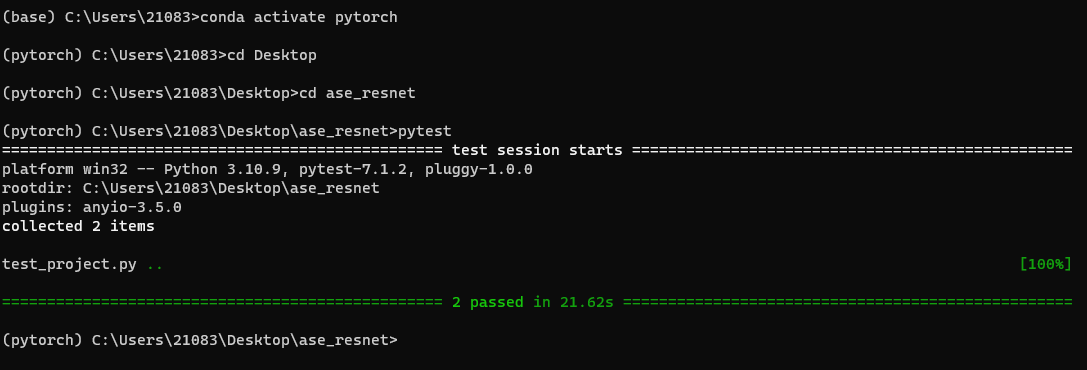 (base) C:\Users\21083>conda activate pytorch
(pytorch) C:\Users\21083>cd Desktop
(pytorch) C:\Users\21083\Desktop>cd ase_resnet
(pytorch) C:\Users\21083\Desktop\ase_resnet>pytest
================================================= test session starts =================================================
platform win32 -- Python 3.10.9, pytest-7.1.2, pluggy-1.0.0
rootdir: C:\Users\21083\Desktop\ase_resnet
plugins: anyio-3.5.0
collected 2 items
test_project.py .. [100%]
================================================= 2 passed in 21.62s ==================================================
(pytorch) C:\Users\21083\Desktop\ase_resnet>